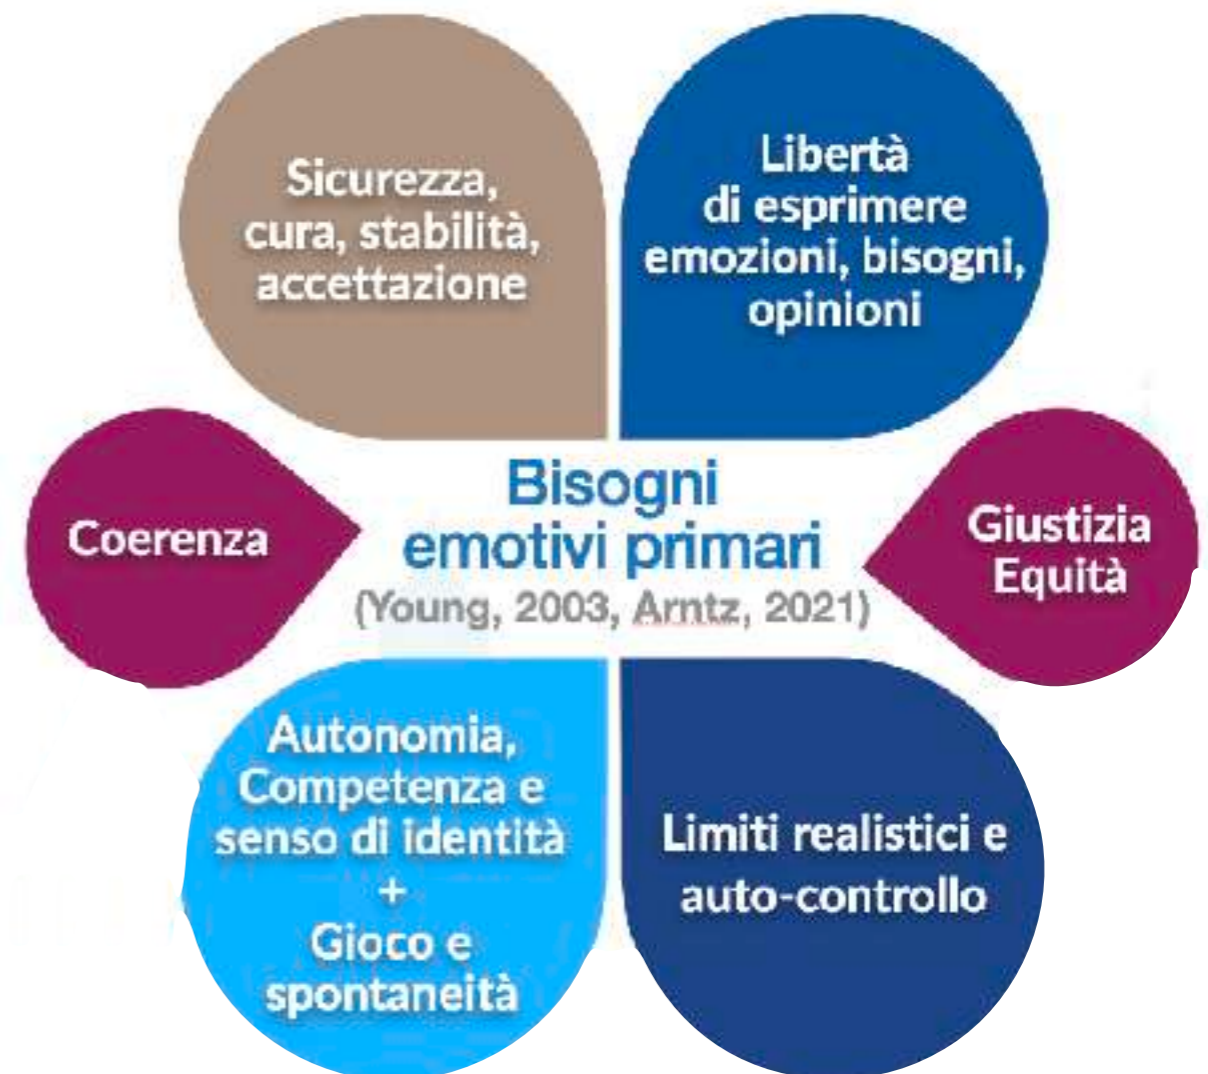 Sicurezza,
cura, stabilità,
accettazione
Libertà
di esprimere
emozioni, bisogni,
opinioni
Coerenza
Bisogni
emotivi primari
(Young, 2003, Arntz, 2021)
Giustizia
Equità
Autonomia,
Competenza e
senso di identità
+
Gioco e
spontaneità
Limiti realistici e
auto-controllo